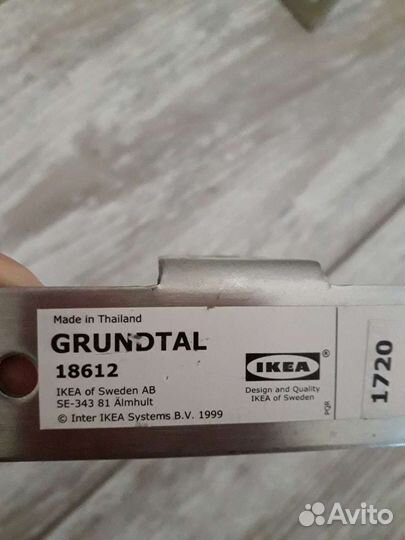 Made in Thailand
GRUNDTAL
18612
IKEA of Sweden AB
SE-343 81 Älmhult
© Inter IKEA Systems B.V. 1999
IKEA ®
Design and Quality
IKEA of Sweden
PQR
1720
Avito